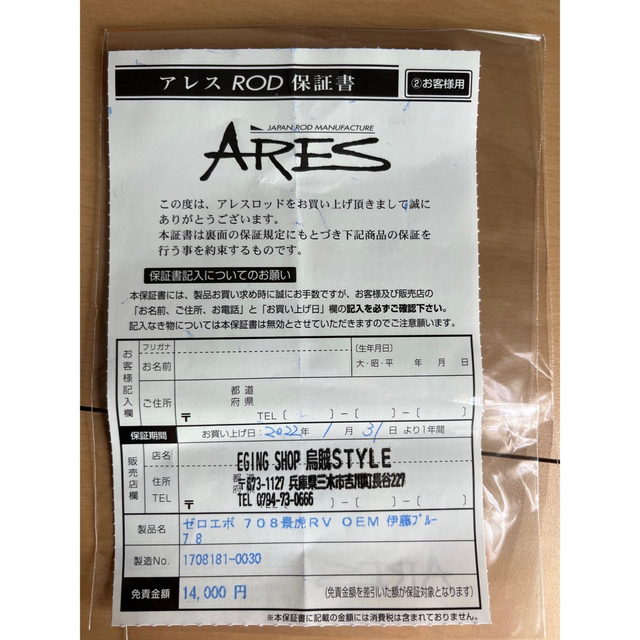 アレス ROD 保証書
②お客様用
JAPAN ROD MANUFACTURE
ARES
この度は、アレスロッドをお買い上げ頂きまして誠に
ありがとうございます。
本証書は裏面の保証規定にもとづき下記商品の保証を
行う事を約束するものです。
保証書記入についてのお願い
本保証書には、製品お買い求め時に誠にお手数ですが、お客様及び販売店の
「お名前、ご住所、お電話」と「お買い上げ日」欄の記入を必ずご確認下さい。
記入なき物については本保証書は無効とさせていただきますのでご注意願います。
お客様記入欄
フリガナ
お名前
(生年月日)
大・昭・平 年 月 日
ご住所
都道
府県
〒 TEL( )-( )-( )
保証期間
お買い上げ日:2022年 1月 31日 より1年間
販売店欄
店名
EGING SHOP 烏賊STYLE
住所
都道
府県
〒673-1127 兵庫県三木市吉川町長谷227
TEL
TEL 0794-73-0666
製品名
ゼロエボ 708景虎RV OEM 伊藤ブルー
7.8
製造No.
1708181-0030
免責金額
14,000 円
(免責金額を差引いた額が保証対象となります)
※本保証書に記載の金額には消費税は含まれておりません。